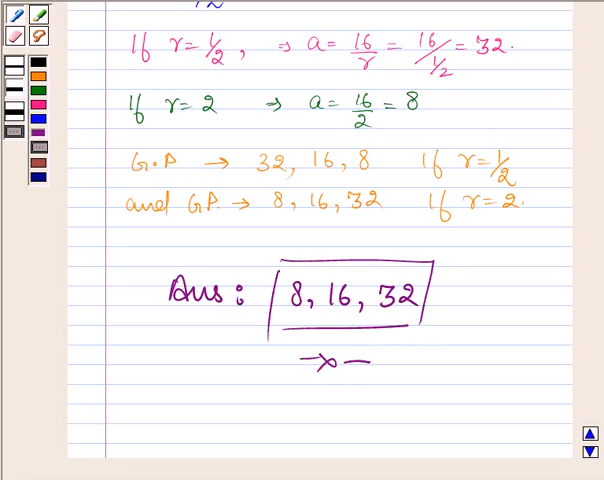 If r = 1/2, ⇒ a = 16/r = 16/1/2 = 32.
If r = 2 ⇒ a = 16/2 = 8
G.P → 32, 16, 8 If r = 1/2
and GP. → 8, 16, 32 If r = 2.
Ans: 8, 16, 32